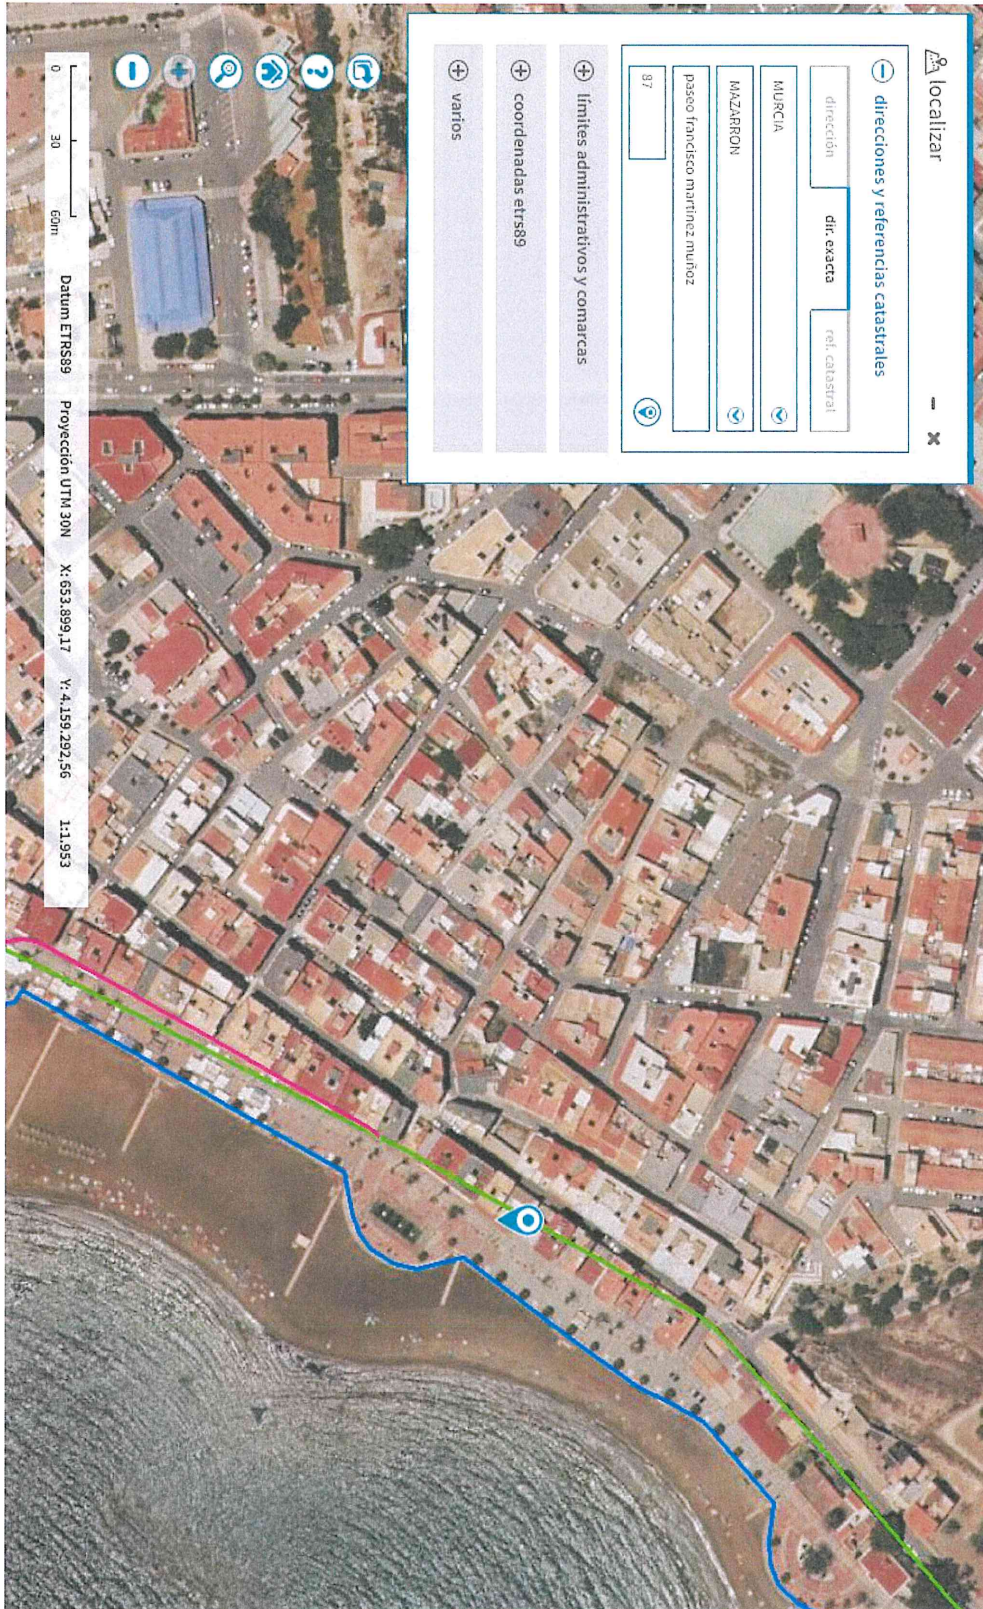 localizar
direcciones y referencias catastrales
dirección dir. exacta ref. catastral
MURCIA
MAZARRON
paseo francisco martinez muñoz
87
límites administrativos y comarcas
coordenadas etrs89
varios
0 30 60m Datum ETRS89 Proyección UTM 30N X: 653.899,17 Y: 4.159.292,56 1:1.953